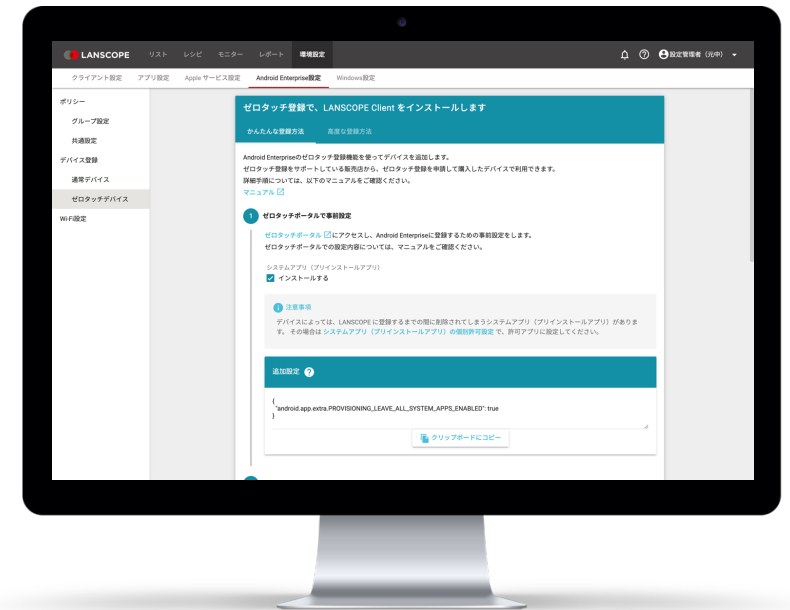 LANSCOPE リスト レシピ モニター レポート 環境設定 設定管理者（元中）
クライアント設定 アプリ設定 Apple サービス設定 Android Enterprise設定 Windows設定
ポリシー
グループ設定
共通設定
デバイス登録
通常デバイス
ゼロタッチデバイス
Wi-Fi設定
ゼロタッチ登録で、LANSCOPE Client をインストールします
かんたんな登録方法 高度な登録方法
Android Enterpriseのゼロタッチ登録機能を使ってデバイスを追加します。
ゼロタッチ登録をサポートしている販売店から、ゼロタッチ登録を申請して購入したデバイスで利用できます。
詳細手順については、以下のマニュアルをご確認ください。
マニュアル
1 ゼロタッチポータルで事前設定
ゼロタッチポータル にアクセスし、Android Enterpriseに登録するための事前設定をします。
ゼロタッチポータルでの設定内容については、マニュアルをご確認ください。
システムアプリ（プリインストールアプリ）
インストールする
注意事項
デバイスによっては、LANSCOPE に登録するまでの間に削除されてしまうシステムアプリ（プリインストールアプリ）がありま
す。その場合は システムアプリ（プリインストールアプリ）の個別許可設定 で、許可アプリに設定してください。
追加設定 ?
{
"android.app.extra.PROVISIONING_LEAVE_ALL_SYSTEM_APPS_ENABLED": true
}
クリップボードにコピー